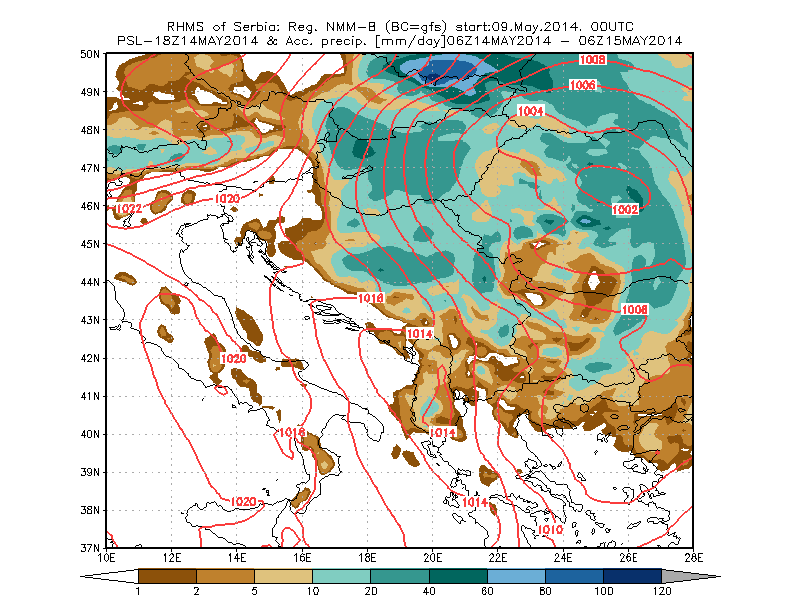 RHMS of Serbia: Reg. NMM-B (BC=gfs) start:09.May.2014. 00UTC
PSL-18Z14MAY2014 & Acc. precip. [mm/day]06Z14MAY2014 - 06Z15MAY2014
50N
1008
49N
1006
48N
1004
47N
46N
1022
1020
1002
45N
44N
1016
43N
1006
1014
42N
1020
41N
40N
1018
1014
39N
38N
1020
1014
1010
37N
10E 12E 14E 16E 18E 20E 22E 24E 26E 28E
1 2 5 10 20 40 60 80 100 120